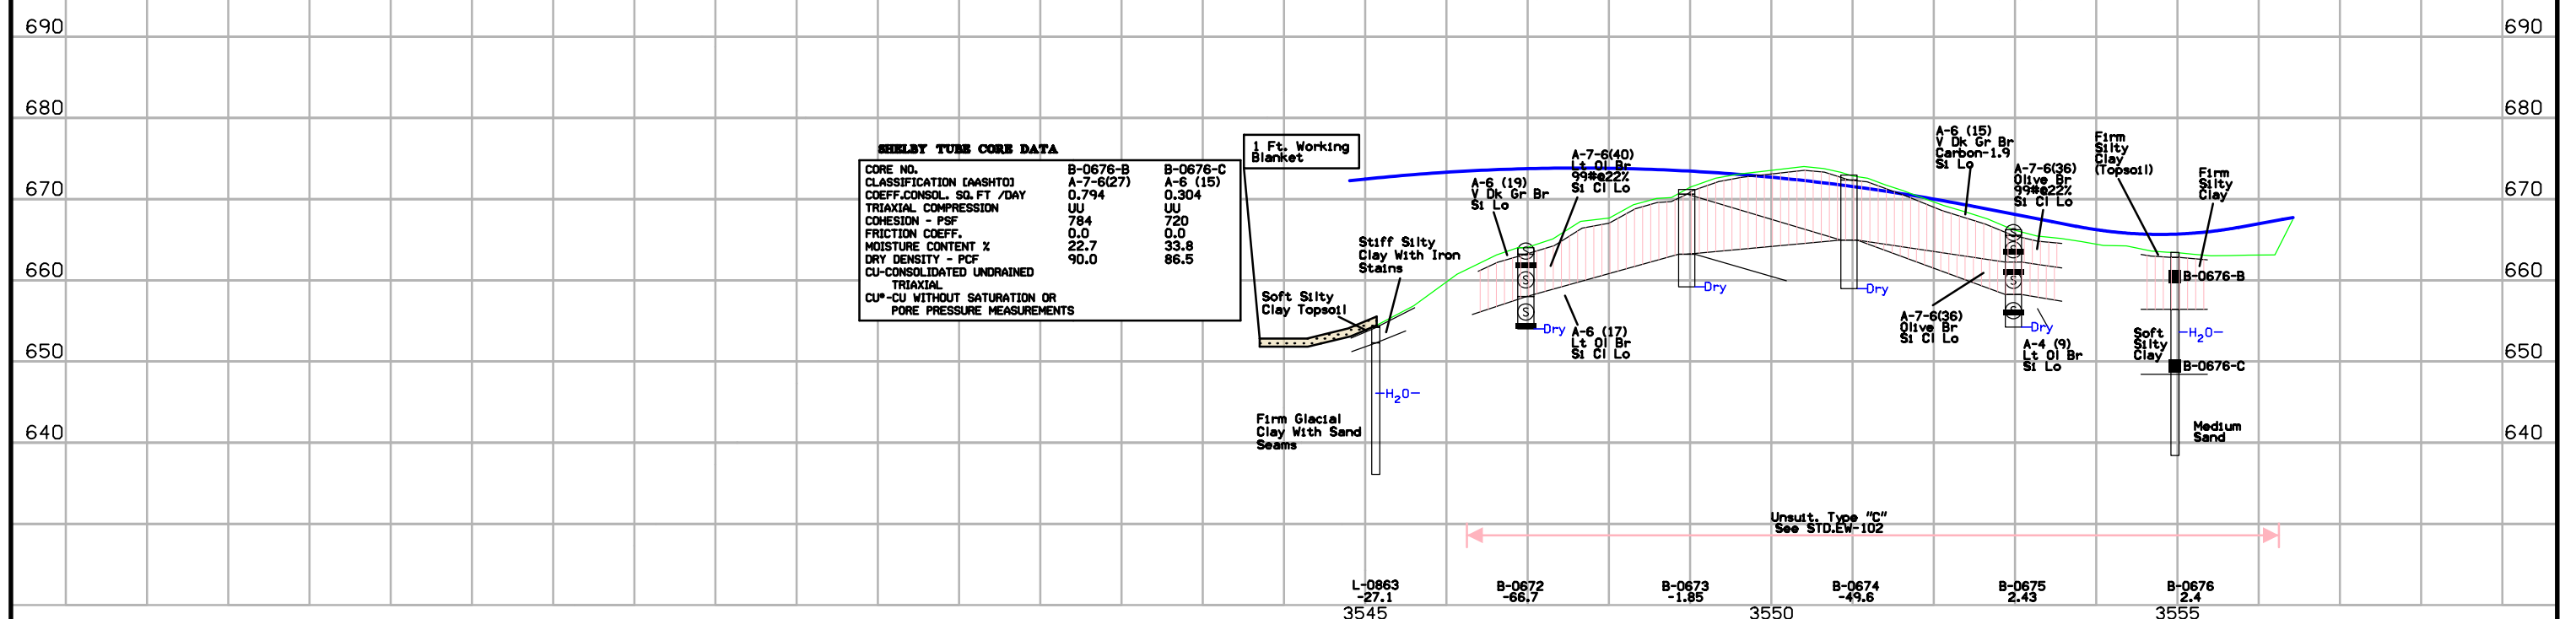 690
690
680
680
670
670
660
660
650
650
640
640
SHELBY TUBE CORE DATA
CORE NO. B-0676-B B-0676-C
CLASSIFICATION [AASHTO] A-7-6(27) A-6 (15)
COEFF.CONSOL. SQ.FT /DAY 0.794 0.304
TRIAXIAL COMPRESSION UU UU
COHESION - PSF 784 720
FRICTION COEFF. 0.0 0.0
MOISTURE CONTENT % 22.7 33.8
DRY DENSITY - PCF 90.0 86.5
CU-CONSOLIDATED UNDRAINED
TRIAXIAL
CU*-CU WITHOUT SATURATION OR
PORE PRESSURE MEASUREMENTS
1 Ft. Working
Blanket
Soft Silty
Clay Topsoil
Stiff Silty
Clay With Iron
Stains
H2O
Firm Glacial
Clay With Sand
Seams
A-6 (19)
V Dk Gr Br
Si Lo
A-7-6(40)
Lt Ol Br
99#@22%
Si Cl Lo
S
S
S
Dry
A-6 (17)
Lt Ol Br
Si Cl Lo
Dry
Dry
A-6 (15)
V Dk Gr Br
Carbon-1.9
Si Lo
A-7-6(36)
Olive Br
99#@22%
Si Cl Lo
S
S
S
S
Dry
A-7-6(36)
Olive Br
Si Cl Lo
A-4 (9)
Lt Ol Br
Si Lo
Firm
Silty
Clay
(Topsoil)
Firm
Silty
Clay
B-0676-B
Soft
Silty
Clay
H2O
B-0676-C
Medium
Sand
Unsuit. Type "C"
See STD.EW-102
L-0863
-27.1
B-0672
-66.7
B-0673
-1.85
B-0674
-49.6
B-0675
2.43
B-0676
2.4
3545
3550
3555